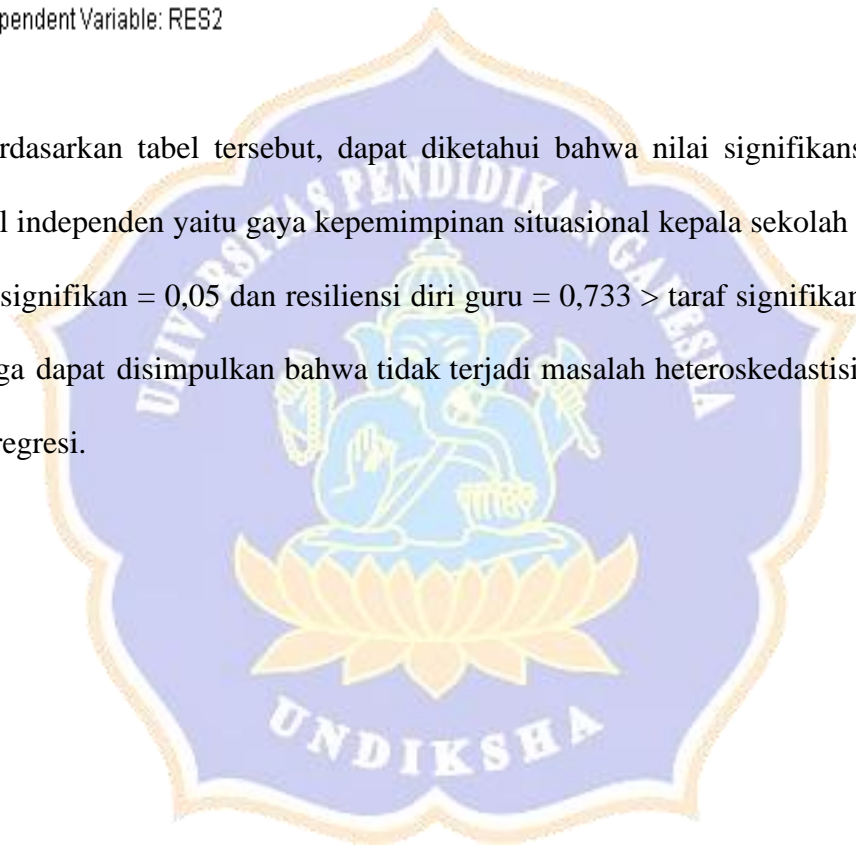 pendent Variable: RES2
rdasarkan tabel tersebut, dapat diketahui bahwa nilai signifikans
l independen yaitu gaya kepemimpinan situasional kepala sekolah
signifikan = 0,05 dan resiliensi diri guru = 0,733 > taraf signifikan
ga dapat disimpulkan bahwa tidak terjadi masalah heteroskedastisi
regresi.
UNIVERSITAS PENDIDIKAN GANESHA
UNDIKSHA